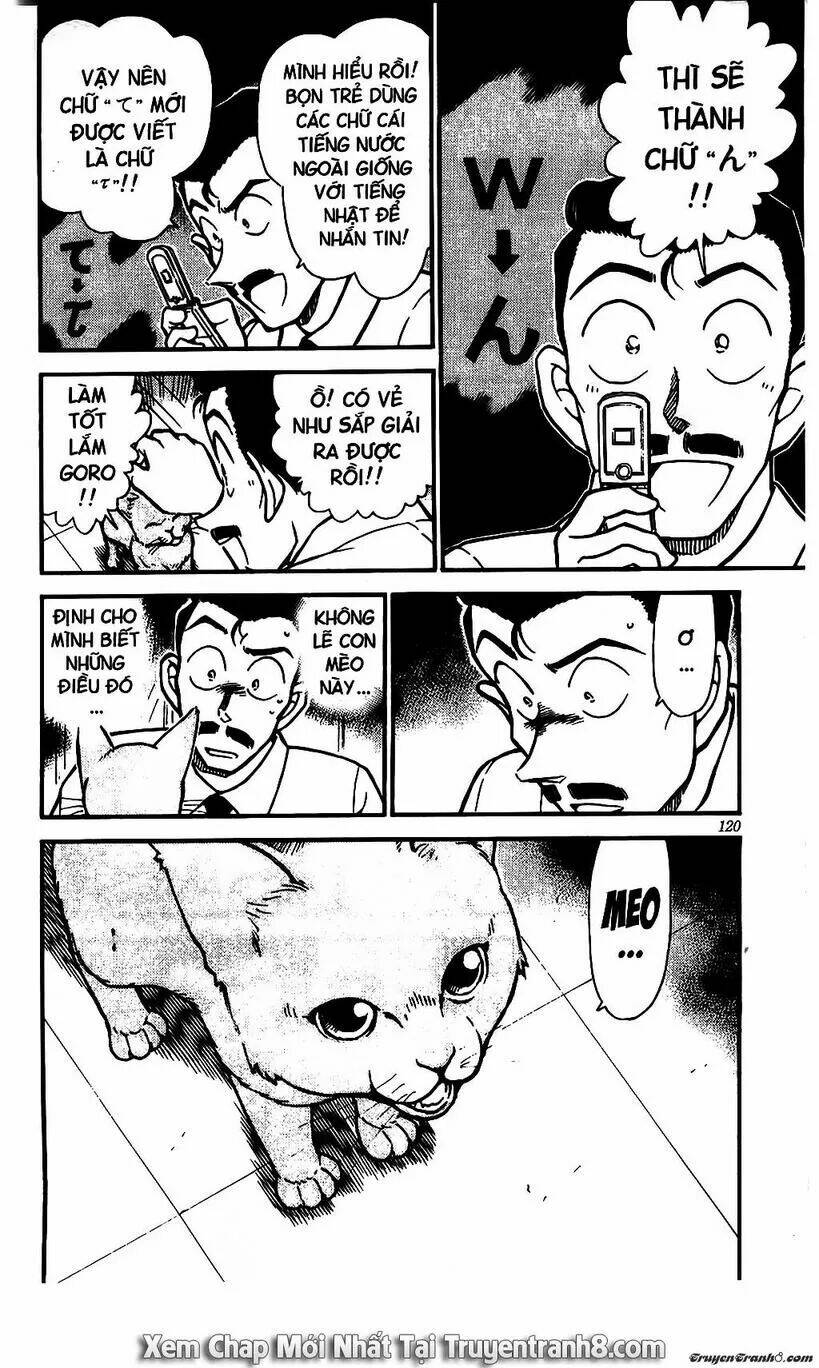 THÌ SẼ
THÀNH
CHỮ "ん"
!!
W
ん
MÌNH HIỂU RỒI!
BỌN TRẺ DÙNG
CÁC CHỮ CÁI
TIẾNG NƯỚC
NGOÀI GIỐNG
VỚI TIẾNG
NHẬT ĐỂ
NHẮN TIN!
VẬY NÊN
CHỮ "て" MỚI
ĐƯỢC VIẾT
LÀ CHỮ
"τ"!!
て
τ
Ồ! CÓ VẺ
NHƯ SẮP GIẢI
RA ĐƯỢC
RỒI!!
LÀM
TỐT
LẮM
GORO
!!
Ơ
...
KHÔNG
LẼ CON
MÈO
NÀY...
ĐỊNH CHO
MÌNH BIẾT
NHỮNG
ĐIỀU ĐÓ
...
120
MEO
...
Xem Chap Mới Nhất Tại Truyentranh8.com
TruyenTranh8.com